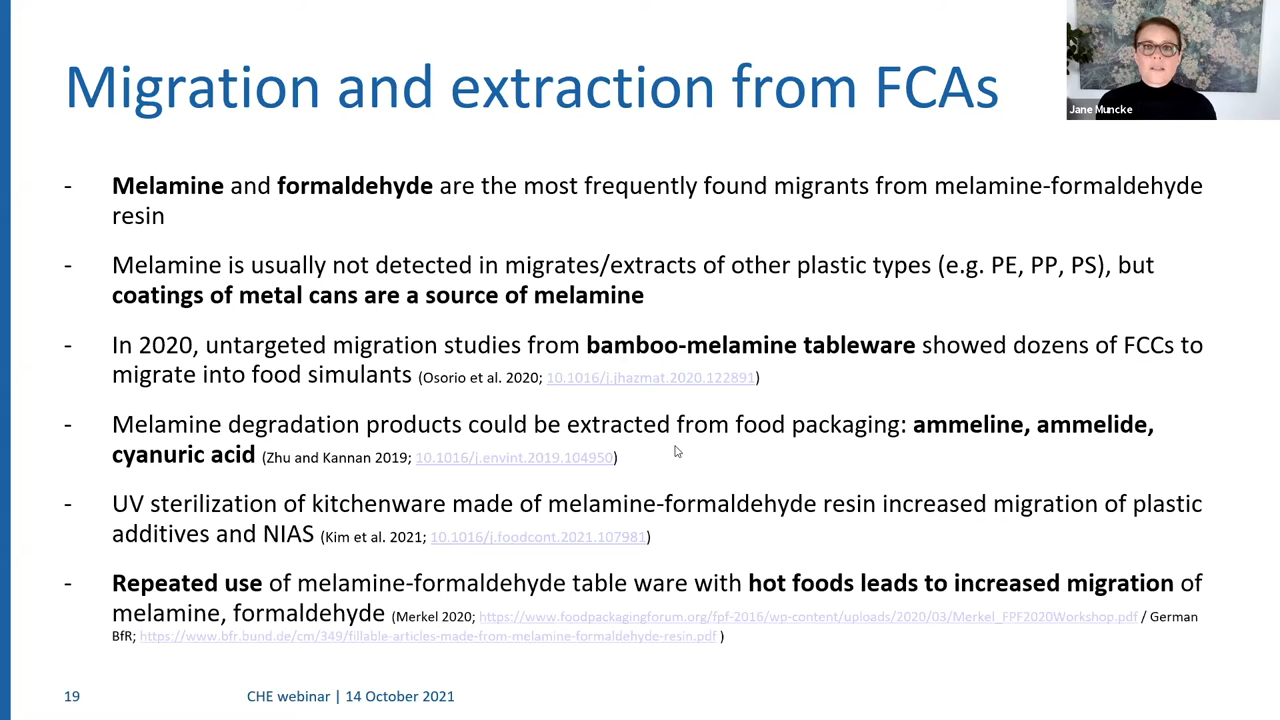 Migration and extraction from FCAs
Jane Muncke
- Melamine and formaldehyde are the most frequently found migrants from melamine-formaldehyde
resin
- Melamine is usually not detected in migrates/extracts of other plastic types (e.g. PE, PP, PS), but
coatings of metal cans are a source of melamine
- In 2020, untargeted migration studies from bamboo-melamine tableware showed dozens of FCCs to
migrate into food simulants (Osorio et al. 2020; 10.1016/j.jhazmat.2020.122891)
- Melamine degradation products could be extracted from food packaging: ammeline, ammelide,
cyanuric acid (Zhu and Kannan 2019; 10.1016/j.envint.2019.104950)
- UV sterilization of kitchenware made of melamine-formaldehyde resin increased migration of plastic
additives and NIAS (Kim et al. 2021; 10.1016/j.foodcont.2021.107981)
- Repeated use of melamine-formaldehyde table ware with hot foods leads to increased migration of
melamine, formaldehyde (Merkel 2020; https://www.foodpackagingforum.org/fpf-2016/wp-content/uploads/2020/03/Merkel_FPF2020Workshop.pdf / German
BfR; https://www.bfr.bund.de/cm/349/fillable-articles-made-from-melamine-formaldehyde-resin.pdf )
19 CHE webinar | 14 October 2021